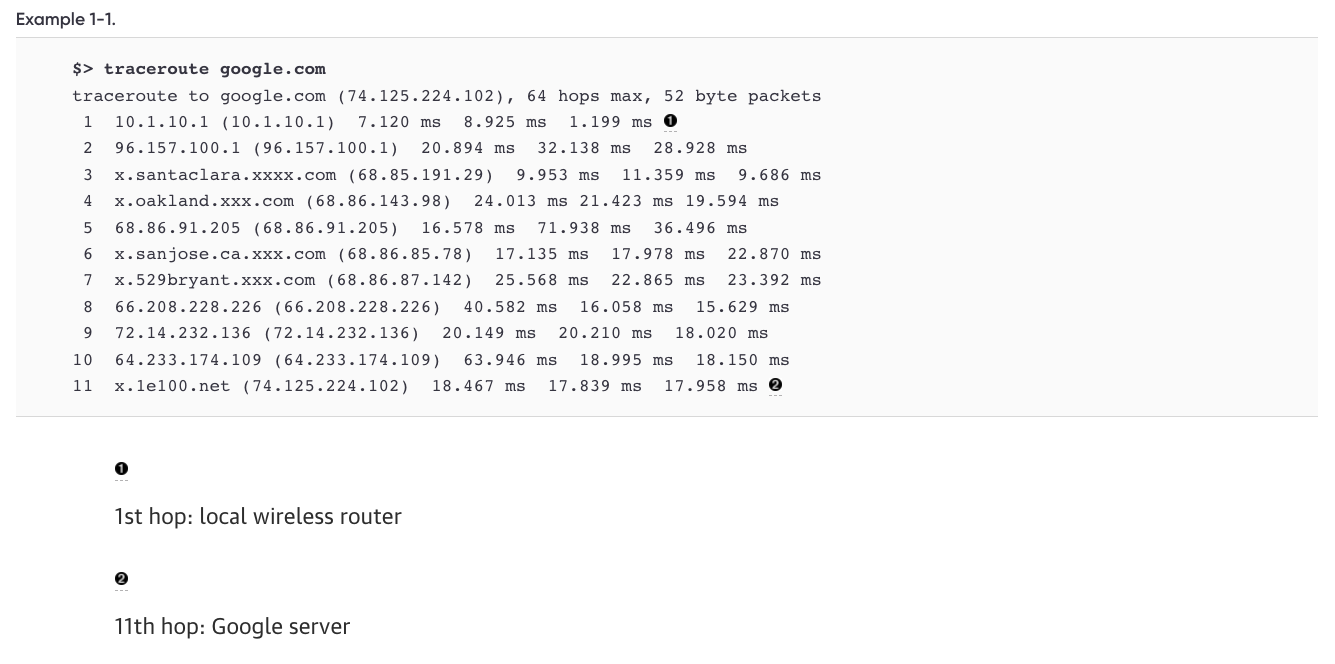 Example 1-1.
$> traceroute google.com
traceroute to google.com (74.125.224.102), 64 hops max, 52 byte packets
1 10.1.10.1 (10.1.10.1) 7.120 ms 8.925 ms 1.199 ms ❶
2 96.157.100.1 (96.157.100.1) 20.894 ms 32.138 ms 28.928 ms
3 x.santaclara.xxxx.com (68.85.191.29) 9.953 ms 11.359 ms 9.686 ms
4 x.oakland.xxx.com (68.86.143.98) 24.013 ms 21.423 ms 19.594 ms
5 68.86.91.205 (68.86.91.205) 16.578 ms 71.938 ms 36.496 ms
6 x.sanjose.ca.xxx.com (68.86.85.78) 17.135 ms 17.978 ms 22.870 ms
7 x.529bryant.xxx.com (68.86.87.142) 25.568 ms 22.865 ms 23.392 ms
8 66.208.228.226 (66.208.228.226) 40.582 ms 16.058 ms 15.629 ms
9 72.14.232.136 (72.14.232.136) 20.149 ms 20.210 ms 18.020 ms
10 64.233.174.109 (64.233.174.109) 63.946 ms 18.995 ms 18.150 ms
11 x.1e100.net (74.125.224.102) 18.467 ms 17.839 ms 17.958 ms ❷
❶
1st hop: local wireless router
❷
11th hop: Google server